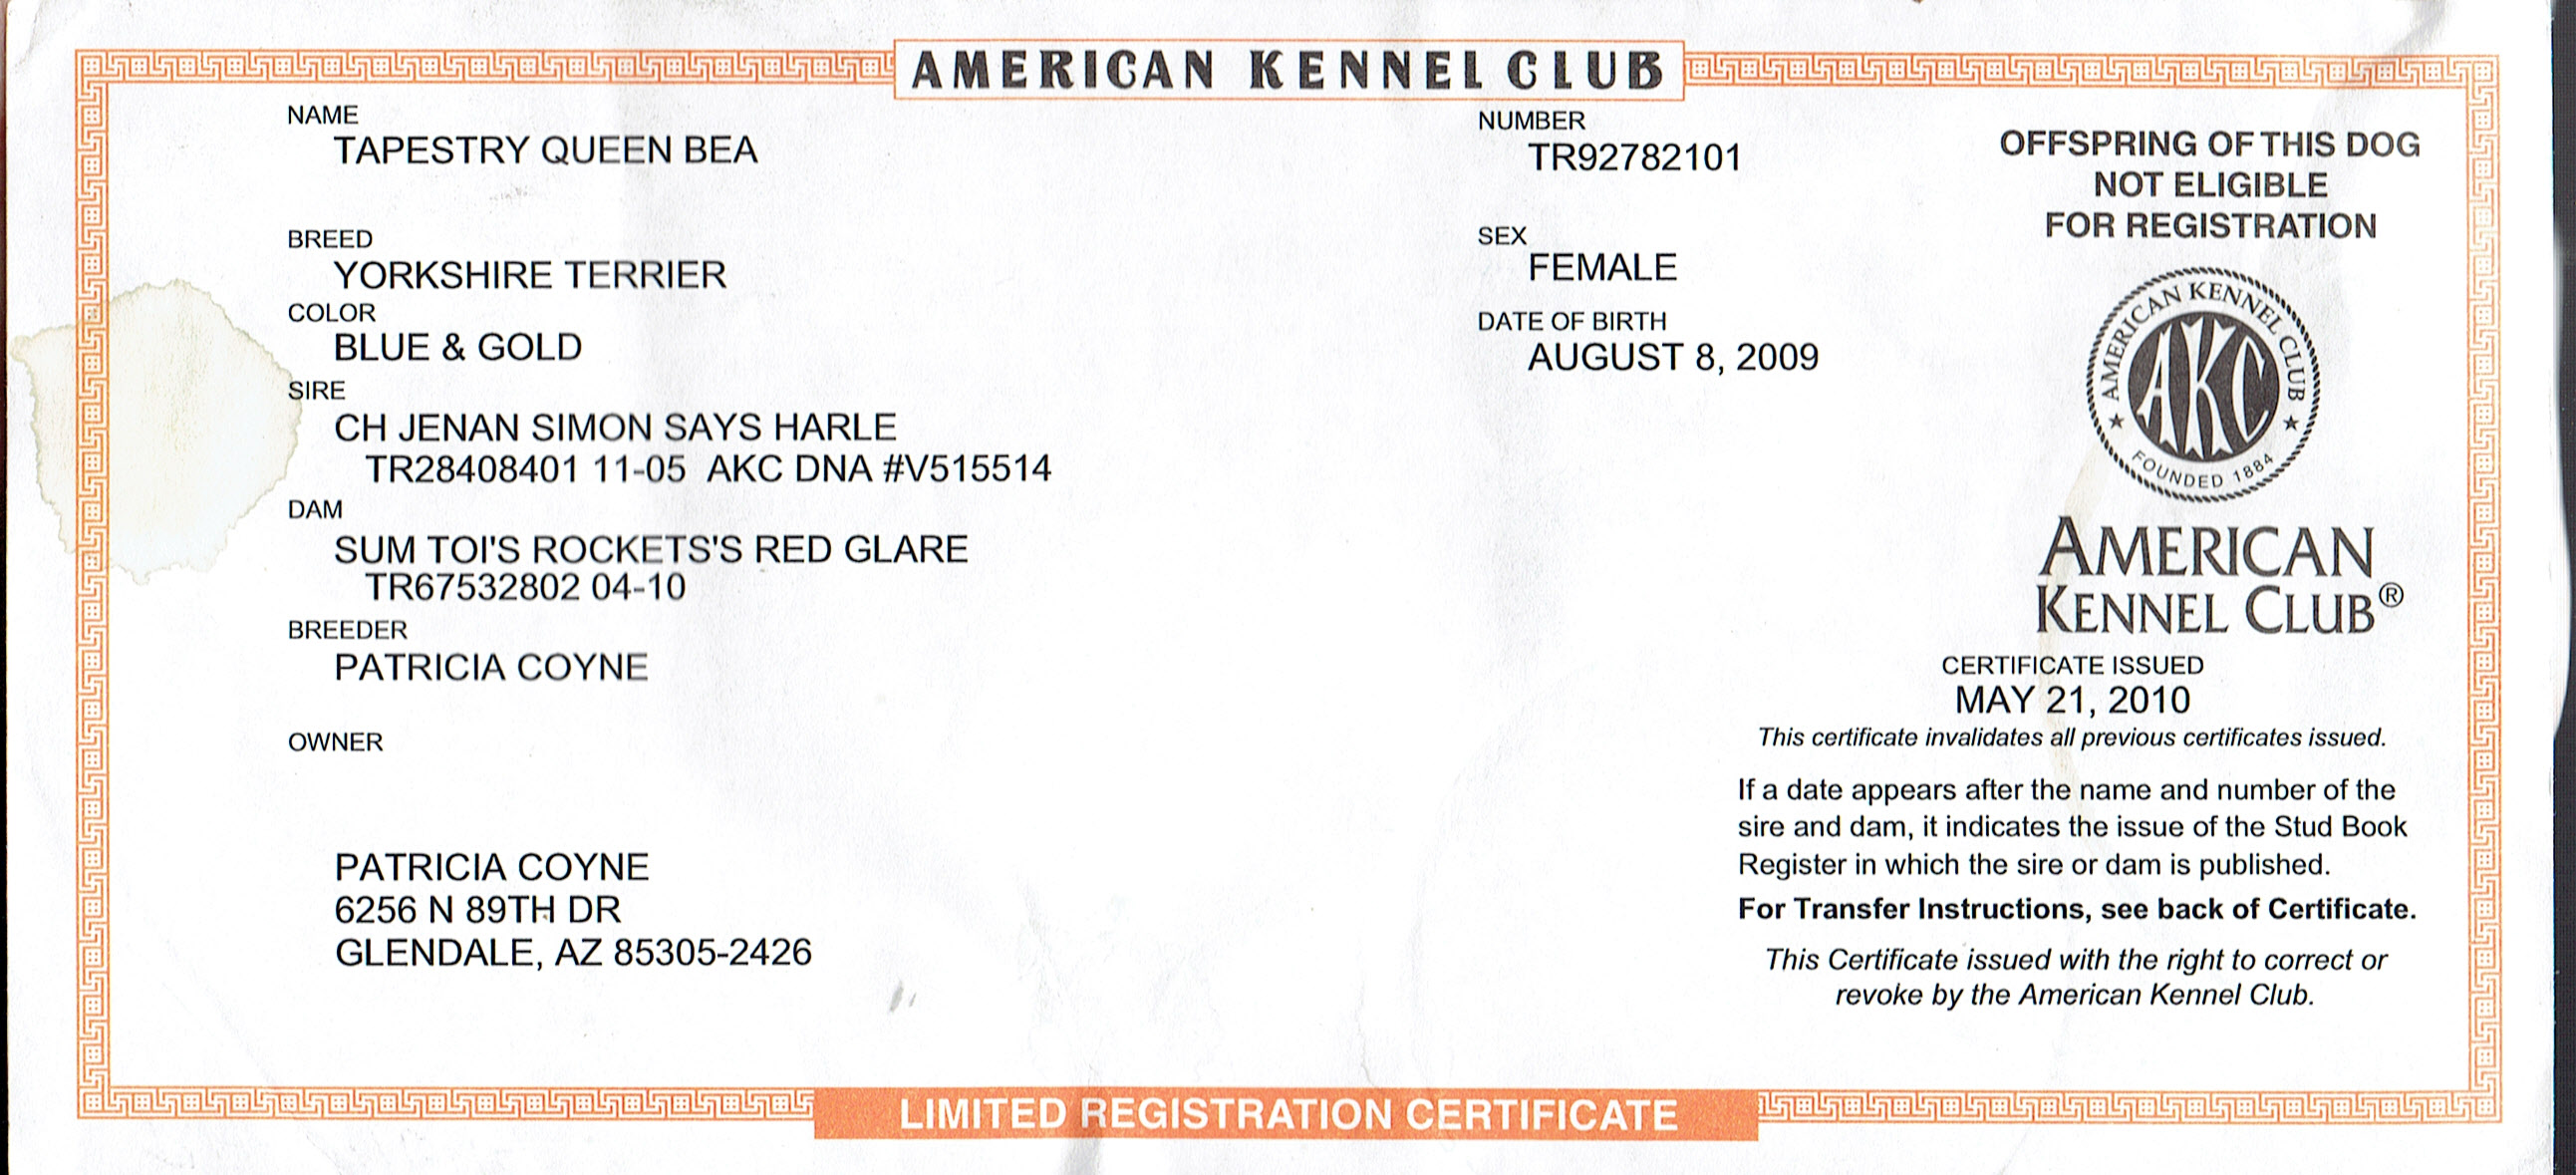 AMERICAN KENNEL CLUB
NAME
TAPESTRY QUEEN BEA
BREED
YORKSHIRE TERRIER
COLOR
BLUE & GOLD
SIRE
CH JENAN SIMON SAYS HARLE
TR28408401 11-05 AKC DNA #V515514
DAM
SUM TOI'S ROCKETS'S RED GLARE
TR67532802 04-10
BREEDER
PATRICIA COYNE
OWNER
PATRICIA COYNE
6256 N 89TH DR
GLENDALE, AZ 85305-2426
NUMBER
TR92782101
SEX
FEMALE
DATE OF BIRTH
AUGUST 8, 2009
OFFSPRING OF THIS DOG
NOT ELIGIBLE
FOR REGISTRATION
AMERICAN KENNEL CLUB
AKC
FOUNDED 1884
AMERICAN
KENNEL CLUB®
CERTIFICATE ISSUED
MAY 21, 2010
This certificate invalidates all previous certificates issued.
If a date appears after the name and number of the
sire and dam, it indicates the issue of the Stud Book
Register in which the sire or dam is published.
For Transfer Instructions, see back of Certificate.
This Certificate issued with the right to correct or
revoke by the American Kennel Club.
LIMITED REGISTRATION CERTIFICATE